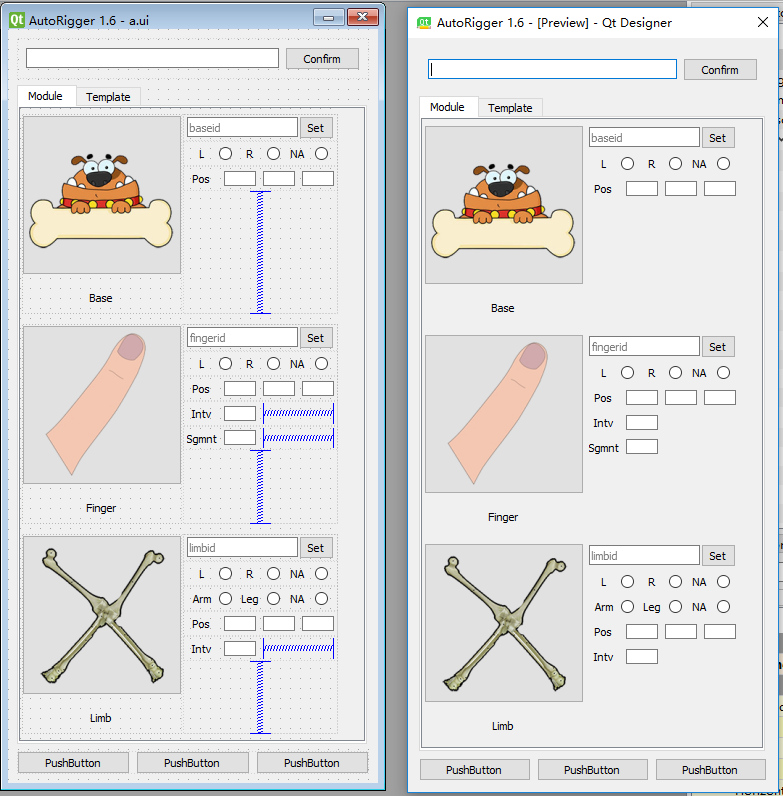 AutoRigger 1.6 - a.ui
Confirm
Module Template
baseid Set
L R NA
Pos
Base
fingerid Set
L R NA
Pos
Intv
Sgmnt
Finger
limbid Set
L R NA
Arm Leg NA
Pos
Intv
Limb
PushButton PushButton PushButton
AutoRigger 1.6 - [Preview] - Qt Designer
Confirm
Module Template
baseid Set
L R NA
Pos
Base
fingerid Set
L R NA
Pos
Intv
Sgmnt
Finger
limbid Set
L R NA
Arm Leg NA
Pos
Intv
Limb
PushButton PushButton PushButton